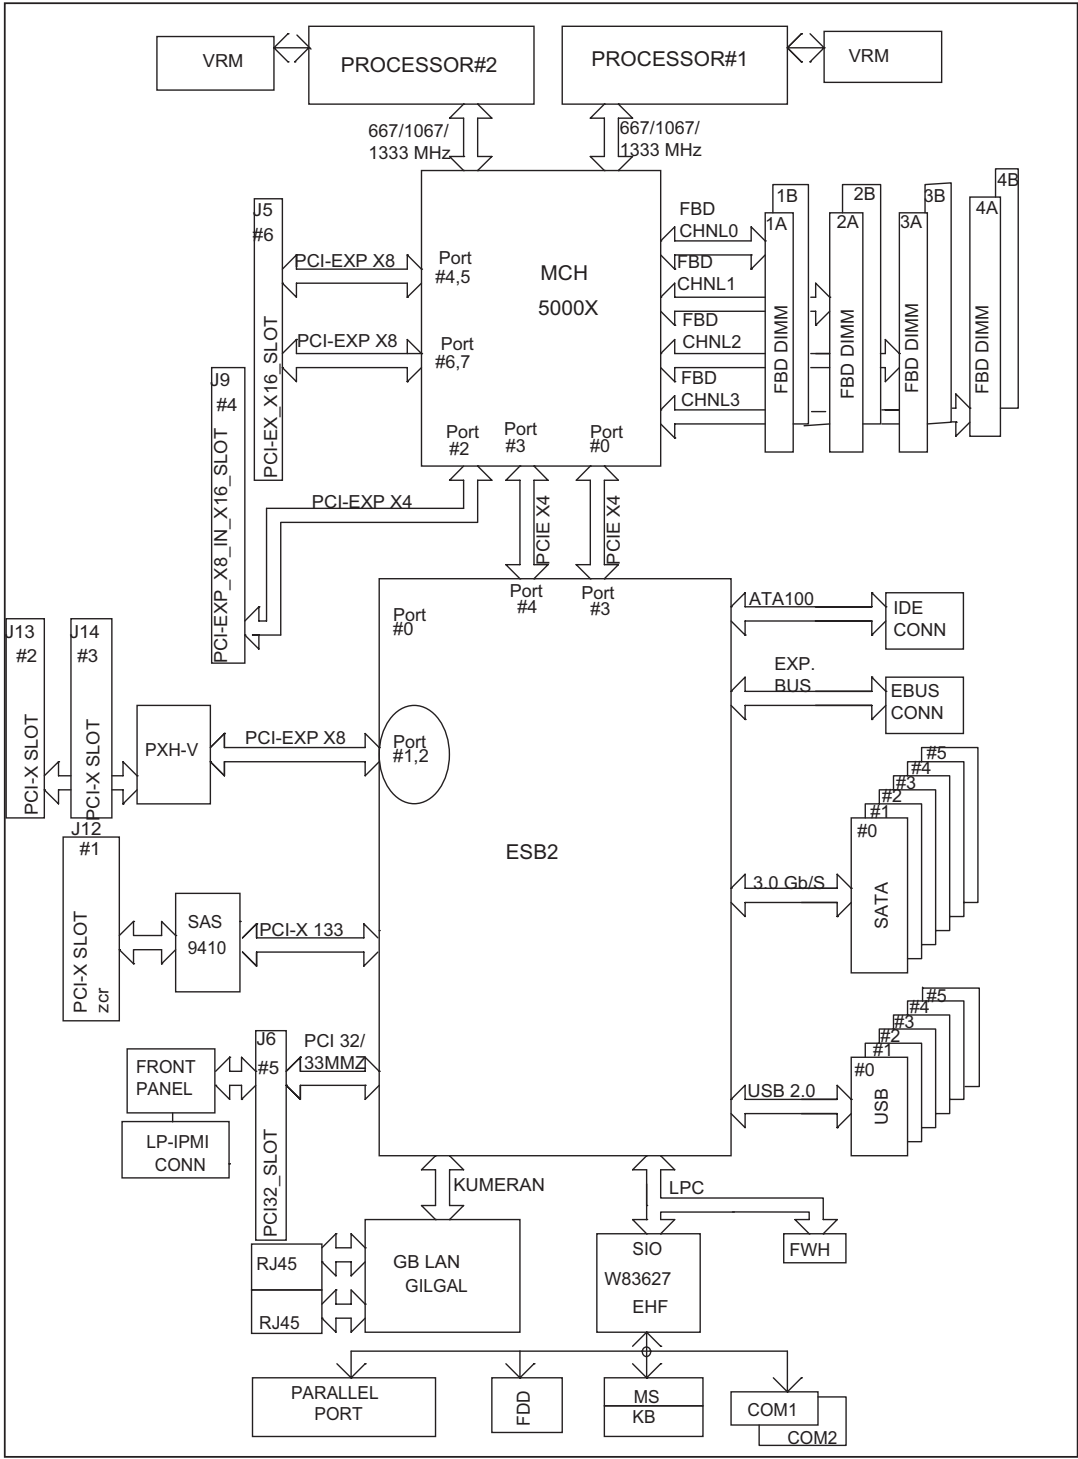 VRM
PROCESSOR#2
PROCESSOR#1
VRM
667/1067/
1333 MHz
667/1067/
1333 MHz
J5
#6
PCI-EX_X16_SLOT
PCI-EXP X8
Port
#4,5
PCI-EXP X8
Port
#6,7
MCH
5000X
FBD
CHNL0
FBD
CHNL1
FBD
CHNL2
FBD
CHNL3
1B
1A
FBD DIMM
2B
2A
FBD DIMM
3B
3A
FBD DIMM
4B
4A
FBD DIMM
J9
#4
PCI-EXP_X8_IN_X16_SLOT
Port
#2
Port
#3
Port
#0
PCI-EXP X4
PCIE X4
PCIE X4
Port
#4
Port
#3
Port
#0
ATA100
IDE
CONN
EXP.
BUS
EBUS
CONN
J13
#2
PCI-X SLOT
J14
#3
PCI-X SLOT
PXH-V
PCI-EXP X8
Port
#1,2
ESB2
#5
#4
#3
#2
#1
#0
SATA
3.0 Gb/S
J12
#1
PCI-X SLOT
zcr
SAS
9410
PCI-X 133
J6
#5
PCI32_SLOT
PCI 32/
33MMZ
FRONT
PANEL
LP-IPMI
CONN
#5
#4
#3
#2
#1
#0
USB
USB 2.0
KUMERAN
LPC
RJ45
RJ45
GB LAN
GILGAL
SIO
W83627
EHF
FWH
PARALLEL
PORT
FDD
MS
KB
COM1
COM2